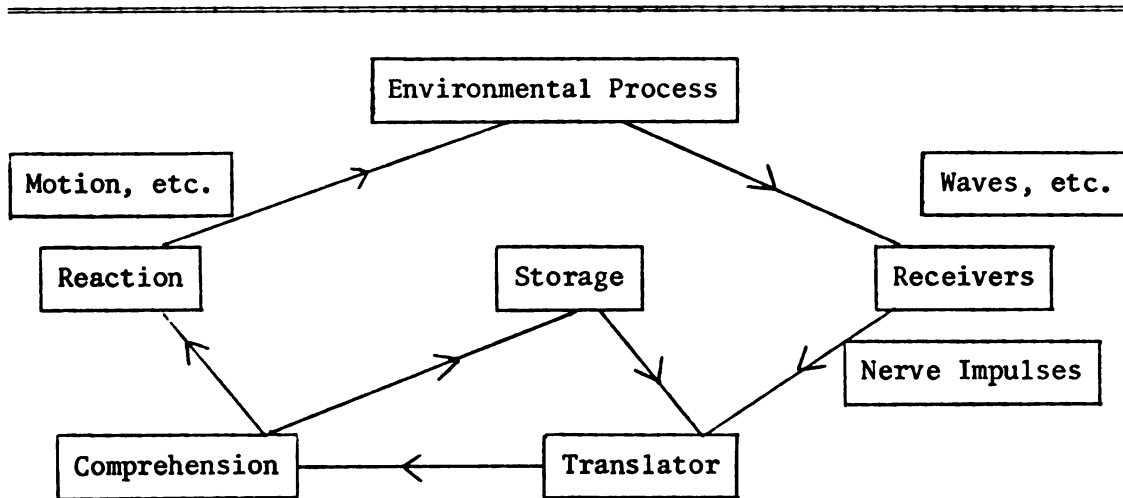 Environmental Process
Motion, etc.
Waves, etc.
Reaction
Storage
Receivers
Nerve Impulses
Comprehension
Translator